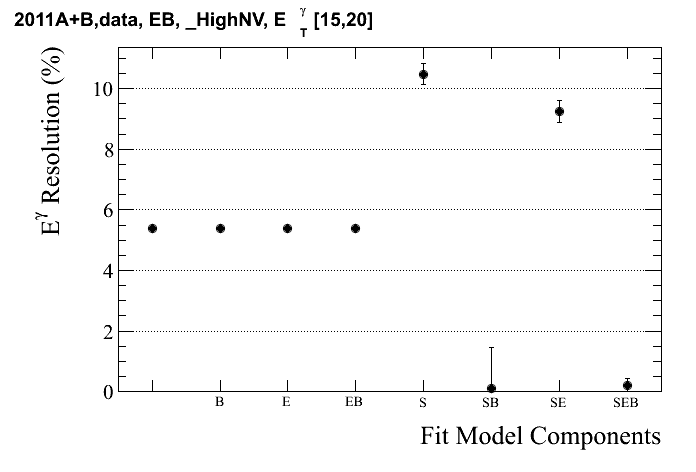 2011A+B,data, EB, _HighNV, E γ T [15,20]
E γ Resolution (%)
10
8
6
4
2
0
B E EB S SB SE SEB
Fit Model Components